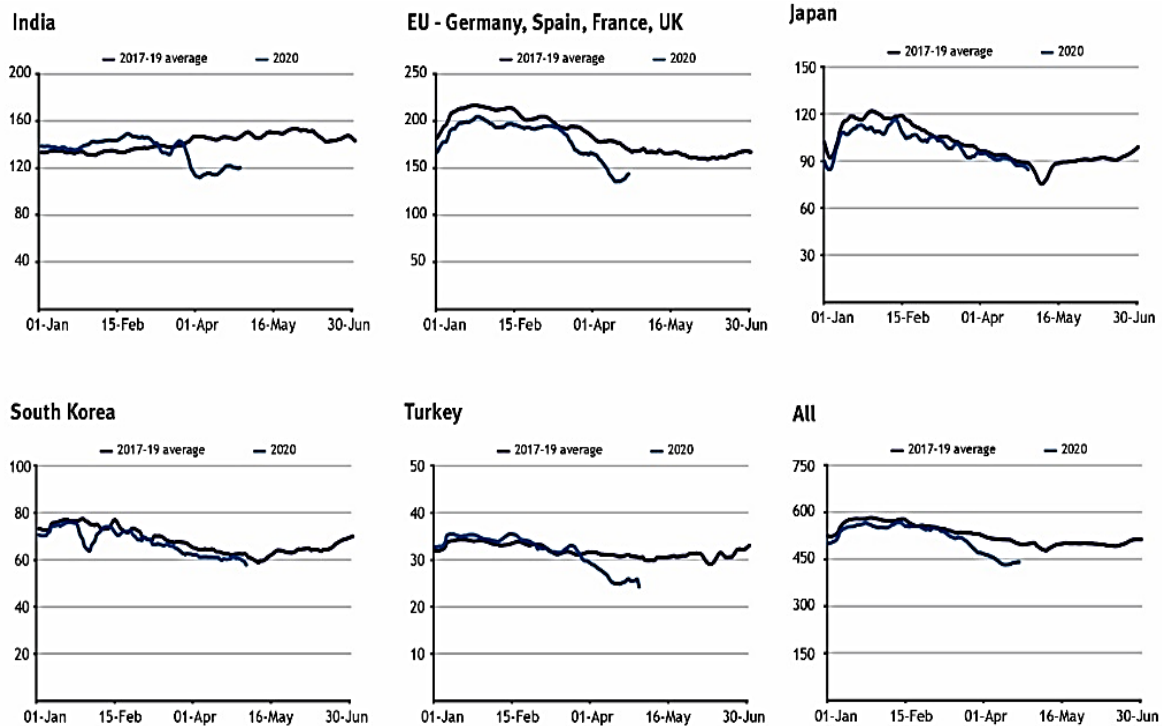 India
2017-19 average 2020
200
160
120
80
40
01-Jan 15-Feb 01-Apr 16-May 30-Jun
EU - Germany, Spain, France, UK
2017-19 average 2020
250
200
150
100
50
01-Jan 15-Feb 01-Apr 16-May 30-Jun
Japan
2017-19 average 2020
150
120
90
60
30
01-Jan 15-Feb 01-Apr 16-May 30-Jun
South Korea
2017-19 average 2020
100
80
60
40
20
01-Jan 15-Feb 01-Apr 16-May 30-Jun
Turkey
2017-19 average 2020
50
40
30
20
10
01-Jan 15-Feb 01-Apr 16-May 30-Jun
All
2017-19 average 2020
750
600
450
300
150
01-Jan 15-Feb 01-Apr 16-May 30-Jun